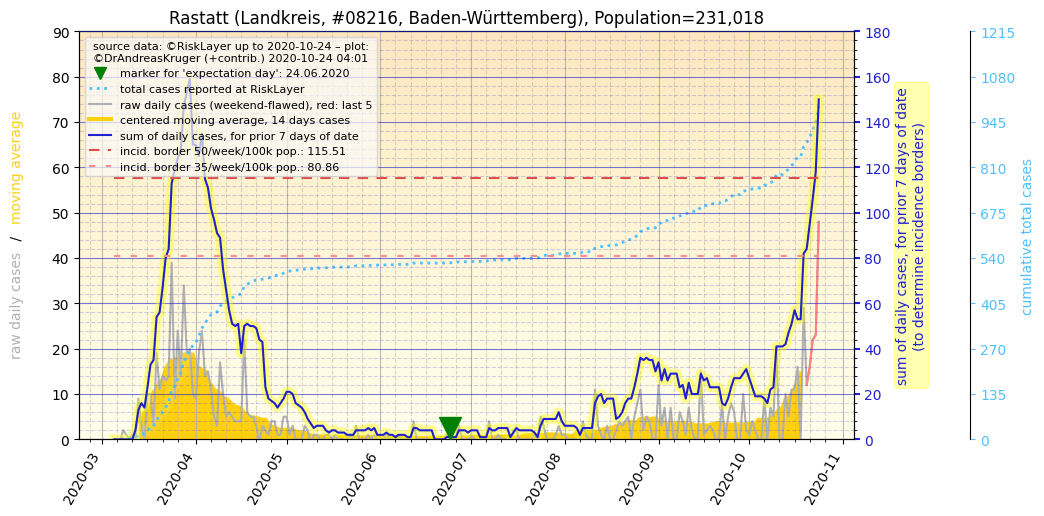 Rastatt (Landkreis, #08216, Baden-Württemberg), Population=231,018
source data: ©RiskLayer up to 2020-10-24 – plot:
©DrAndreasKruger (+contrib.) 2020-10-24 04:01
marker for 'expectation day': 24.06.2020
total cases reported at RiskLayer
raw daily cases (weekend-flawed), red: last 5
centered moving average, 14 days cases
sum of daily cases, for prior 7 days of date
incid. border 50/week/100k pop.: 115.51
incid. border 35/week/100k pop.: 80.86
raw daily cases / moving average
90
80
70
60
50
40
30
20
10
0
180
160
140
120
100
80
60
40
20
0
sum of daily cases, for prior 7 days of date
(to determine incidence borders)
1215
1080
945
810
675
540
405
270
135
0
cumulative total cases
2020-03
2020-04
2020-05
2020-06
2020-07
2020-08
2020-09
2020-10
2020-11